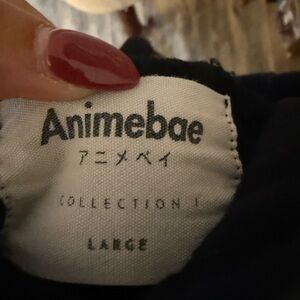 Animebae
アニメベイ
COLLECTION 1
LARGE